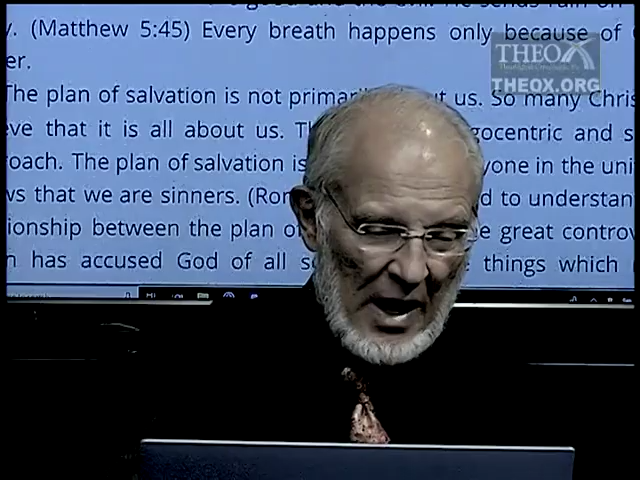 y. (Matthew 5:45) Every breath happens only because of
er.
The plan of salvation is not us. So many Chris
eve that it is all about us. gocentric and s
roach. The plan of salvation is yone in the uni
ws that we are sinners. (Ro d to understan
ionship between the plan o e great controv
n has accused God of all s things which
THEOX
THEOX.ORG